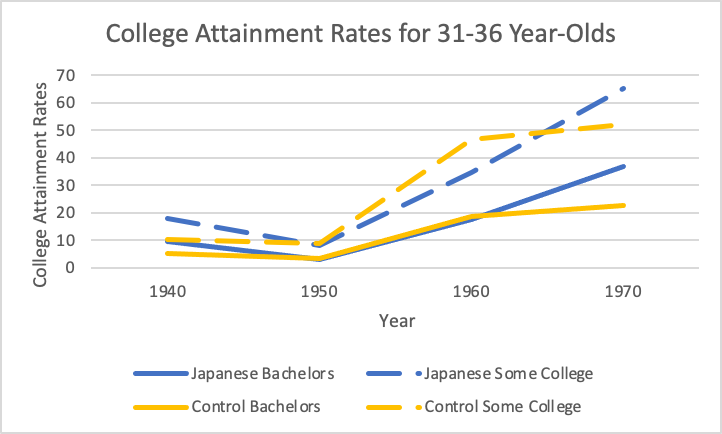 College Attainment Rates for 31-36 Year-Olds
College Attainment Rates
70
60
50
40
30
20
10
0
1940 1950 1960 1970
Year
Japanese Bachelors Japanese Some College
Control Bachelors Control Some College